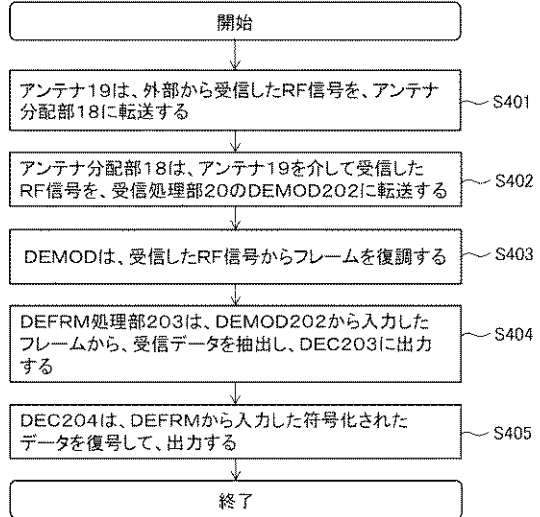 開始
アンテナ19は、外部から受信したRF信号を、アンテナ
分配部18に転送する
S401
アンテナ分配部18は、アンテナ19を介して受信した
RF信号を、受信処理部20のDEMOD202に転送する
S402
DEMODは、受信したRF信号からフレームを復調する
S403
DEFRM処理部203は、DEMOD202から入力した
フレームから、受信データを抽出し、DEC203に出力
する
S404
DEC204は、DEFRMから入力した符号化された
データを復号して、出力する
S405
終了